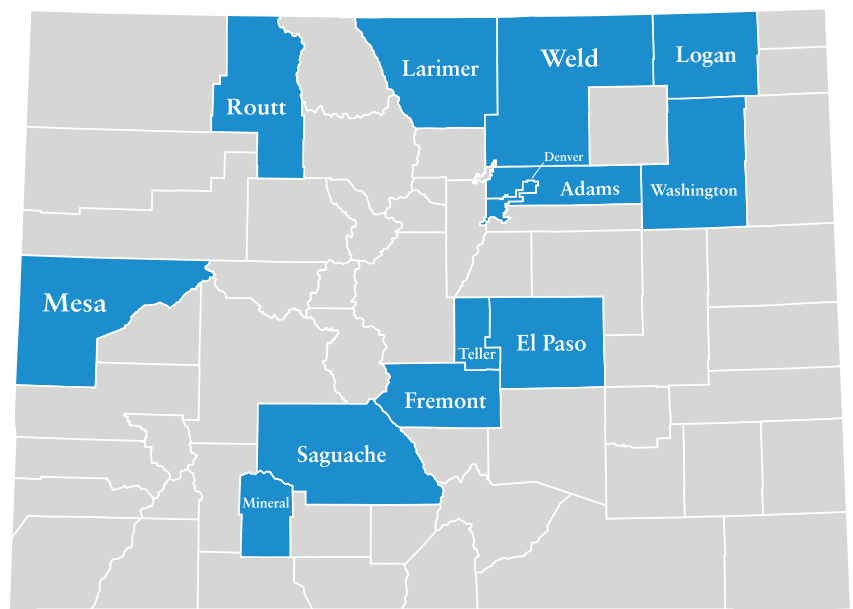 Weld
Logan
Larimer
Routt
Denver
Adams
Washington
Mesa
El Paso
Teller
Fremont
Saguache
Mineral